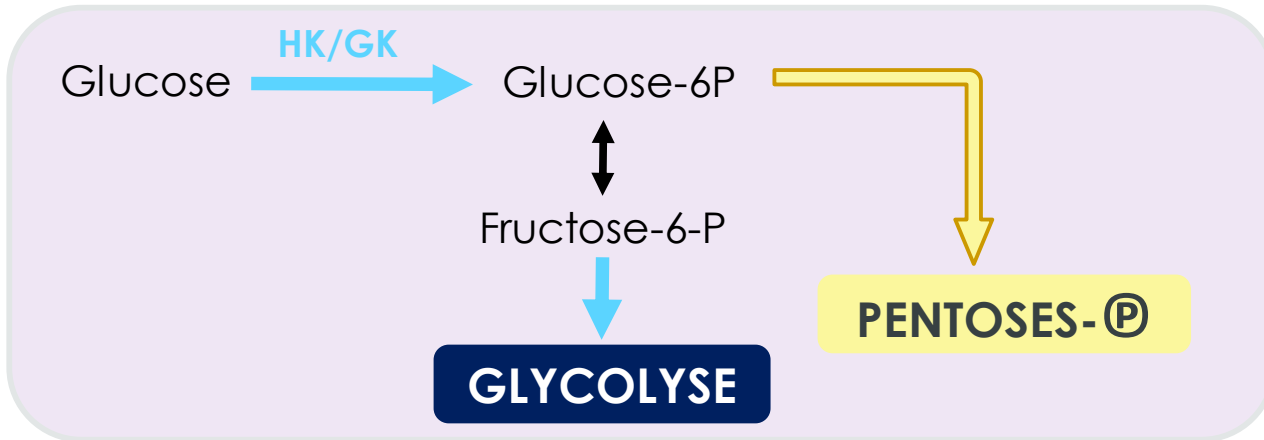 HK/GK
Glucose
Glucose-6P
Fructose-6-P
PENTOSES-Ⓟ
GLYCOLYSE